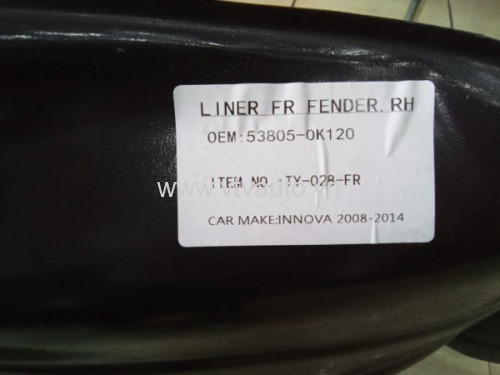 LINER FR FENDER. RH
OEM:53805-0K120
ITEM NO. :TY-028-FR
CAR MAKE:INNOVA 2008-2014